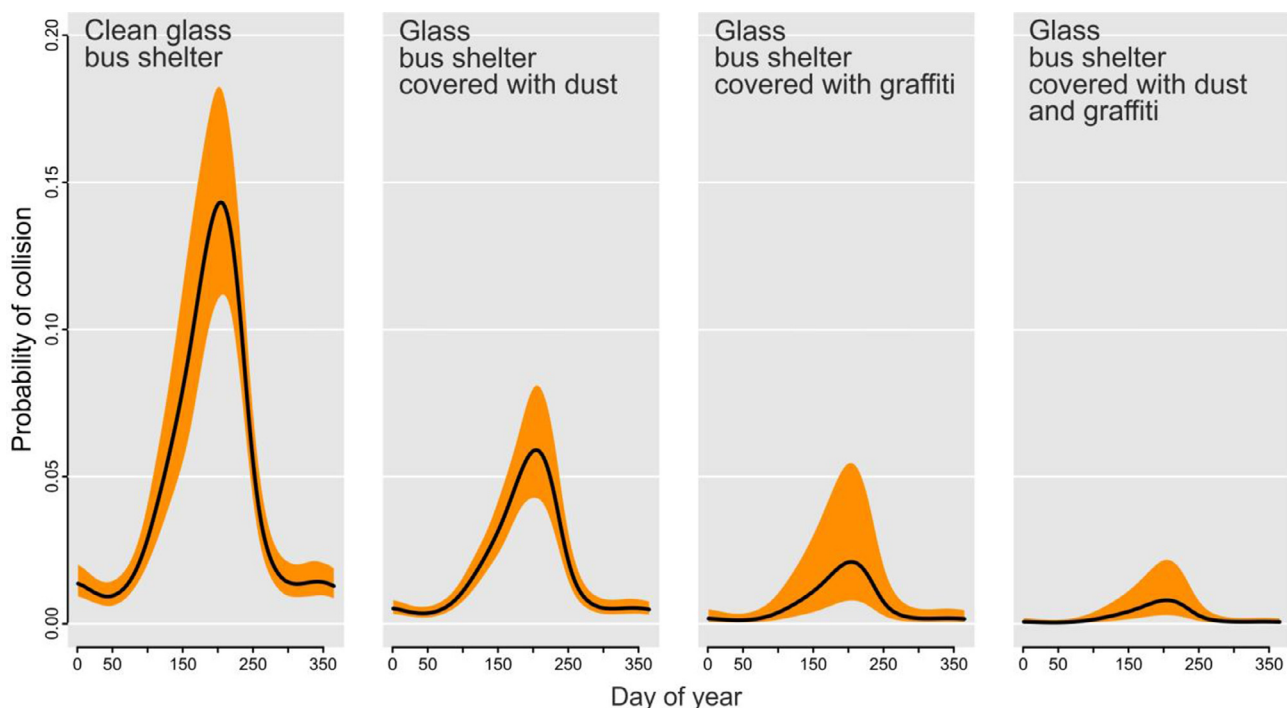 Clean glass
bus shelter
Glass
bus shelter
covered with dust
Glass
bus shelter
covered with graffiti
Glass
bus shelter
covered with dust
and graffiti
Probability of collision
0.20
0.15
0.10
0.05
0.00
0 50 150 250 350
0 50 150 250 350
0 50 150 250 350
0 50 150 250 350
Day of year